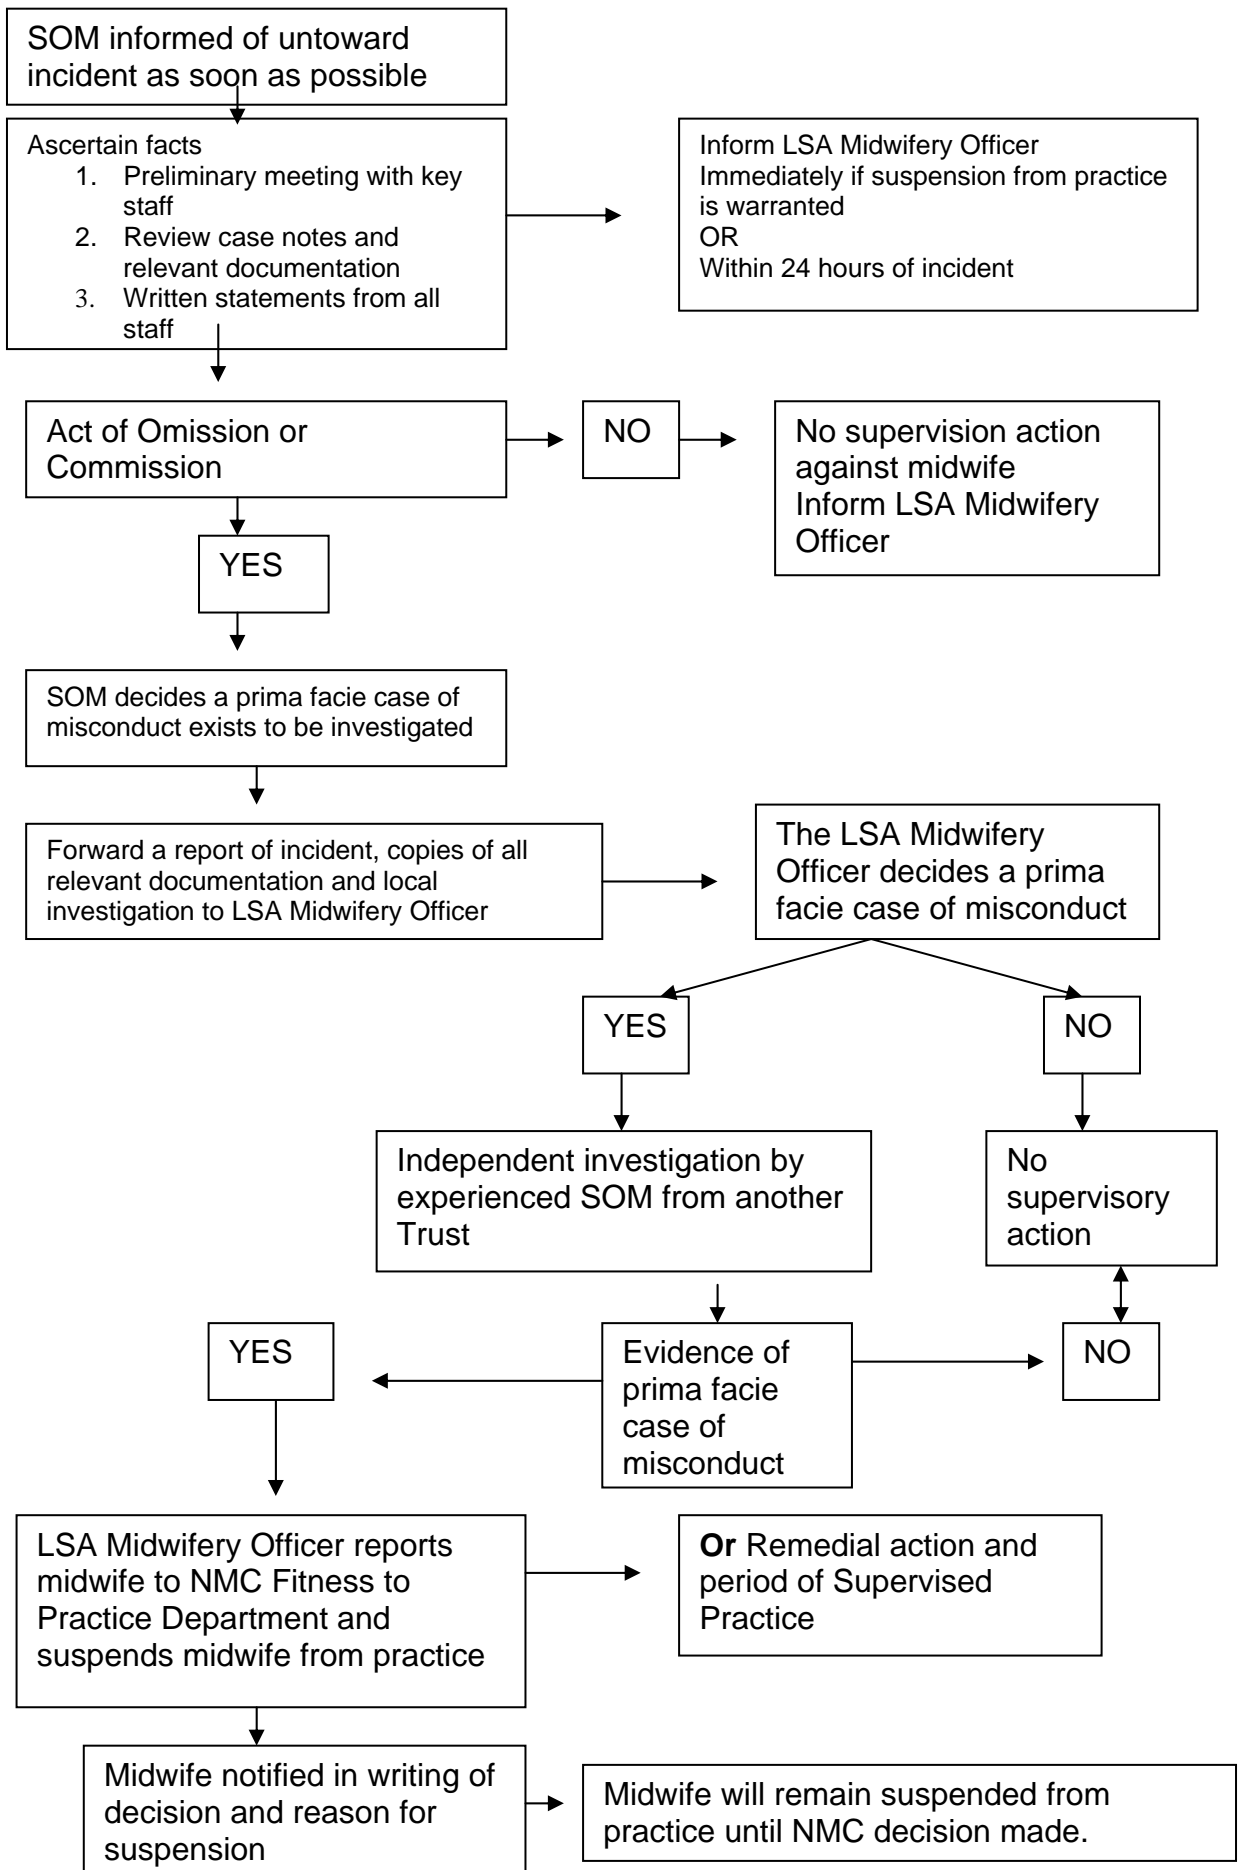 SOM informed of untoward
incident as soon as possible
Ascertain facts
1. Preliminary meeting with key
staff
2. Review case notes and
relevant documentation
3. Written statements from all
staff
Inform LSA Midwifery Officer
Immediately if suspension from practice
is warranted
OR
Within 24 hours of incident
Act of Omission or
Commission
NO
No supervision action
against midwife
Inform LSA Midwifery
Officer
YES
SOM decides a prima facie case of
misconduct exists to be investigated
Forward a report of incident, copies of all
relevant documentation and local
investigation to LSA Midwifery Officer
The LSA Midwifery
Officer decides a prima
facie case of misconduct
YES
NO
Independent investigation by
experienced SOM from another
Trust
No
supervisory
action
YES
Evidence of
prima facie
case of
misconduct
NO
LSA Midwifery Officer reports
midwife to NMC Fitness to
Practice Department and
suspends midwife from practice
Or Remedial action and
period of Supervised
Practice
Midwife notified in writing of
decision and reason for
suspension
Midwife will remain suspended from
practice until NMC decision made.